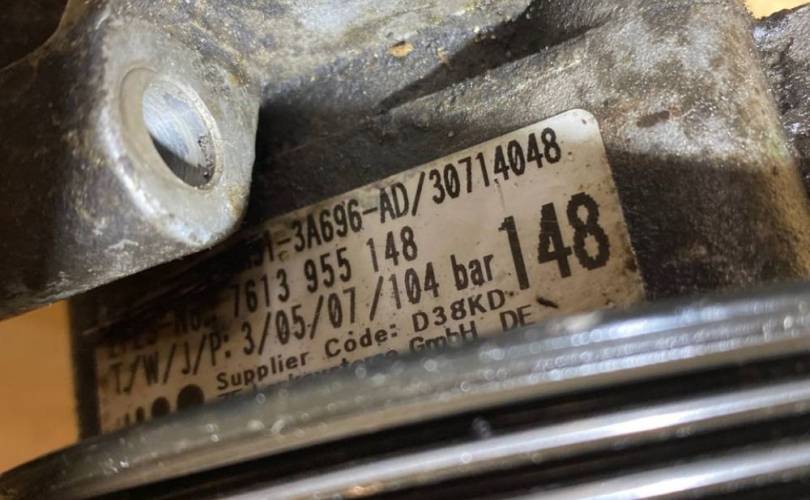 -3A696-AD/30714048
7613 955 148
T/W/J/P: 3/05/07/104 bar 148
Supplier Code: D38KD
GmbH, DE